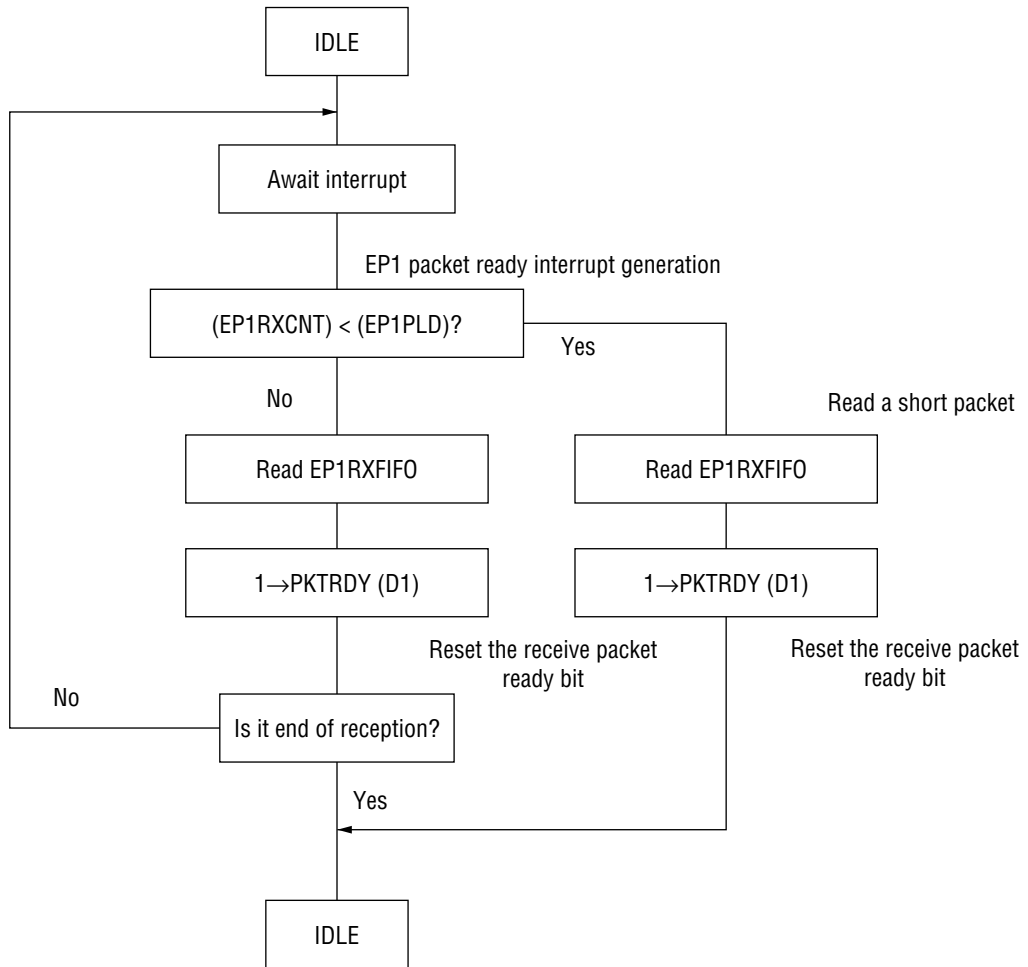 IDLE
Await interrupt
EP1 packet ready interrupt generation
(EP1RXCNT) < (EP1PLD)?
Yes
No
Read a short packet
Read EP1RXFIFO
Read EP1RXFIFO
1→PKTRDY (D1)
1→PKTRDY (D1)
Reset the receive packet
ready bit
Reset the receive packet
ready bit
No
Is it end of reception?
Yes
IDLE